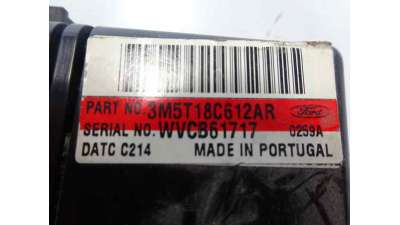 PART NO. 3M5T18C612AR Ford
SERIAL NO. WVCB61717 0259A
DATC C214 MADE IN PORTUGAL